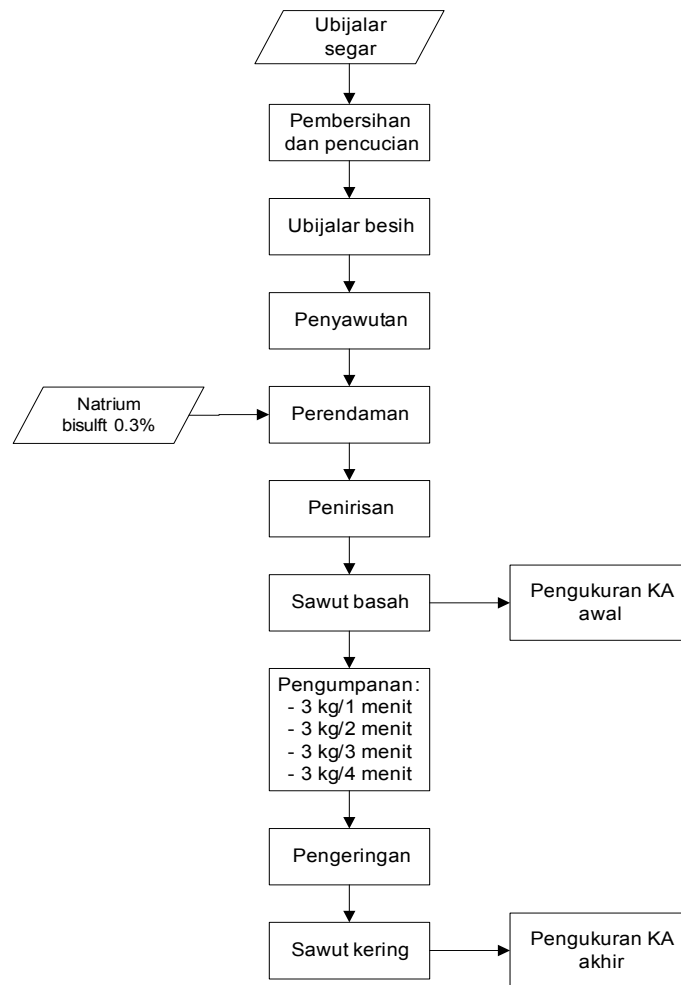 Ubijalar
segar
Pembersihan
dan pencucian
Ubijalar besih
Penyawutan
Natrium
bisulft 0.3%
Perendaman
Penirisan
Sawut basah
Pengukuran KA
awal
Pengumpanan:
- 3 kg/1 menit
- 3 kg/2 menit
- 3 kg/3 menit
- 3 kg/4 menit
Pengeringan
Sawut kering
Pengukuran KA
akhir